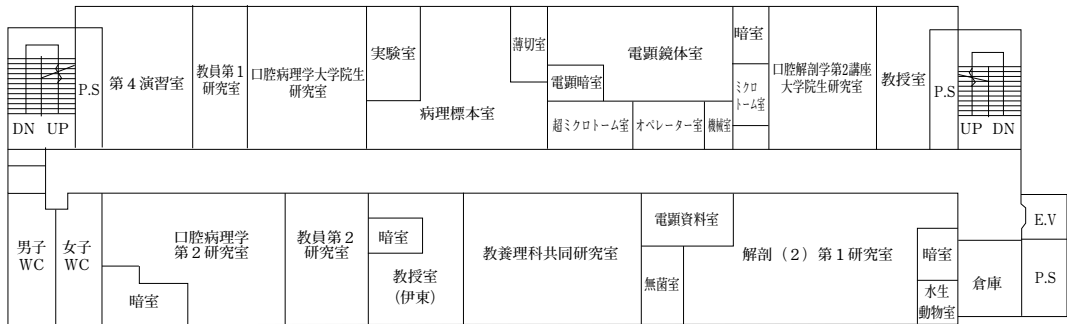 P.S
DN UP
第4演習室
教員第1
研究室
口腔病理学大学院生
研究室
実験室
病理標本室
薄切室
電顕鏡体室
電顕暗室
超ミクロトーム室
オペレーター室
機械室
暗室
ミクロ
トーム室
口腔解剖学第2講座
大学院生研究室
教授室
P.S
UP DN
男子
WC
女子
WC
口腔病理学
第2研究室
暗室
教員第2
研究室
暗室
教授室
(伊東)
教養理科共同研究室
電顕資料室
無菌室
解剖(2)第1研究室
暗室
水生
動物室
倉庫
E.V
P.S